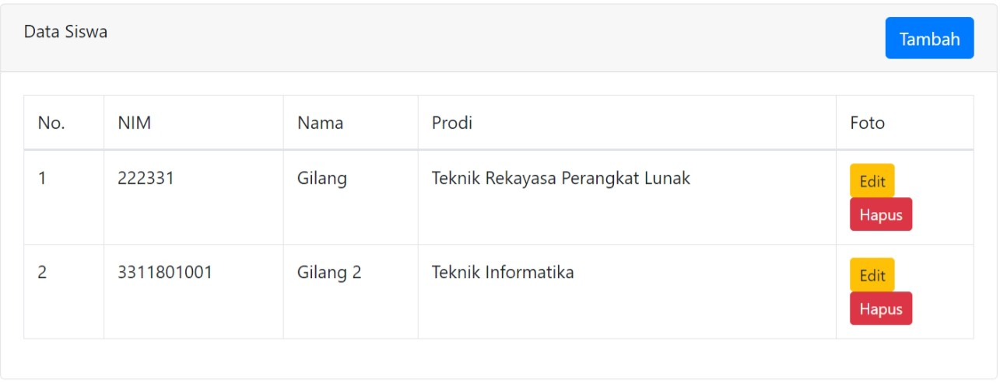 Data Siswa
Tambah
No. NIM Nama Prodi Foto
1 222331 Gilang Teknik Rekayasa Perangkat Lunak Edit
Hapus
2 3311801001 Gilang 2 Teknik Informatika Edit
Hapus